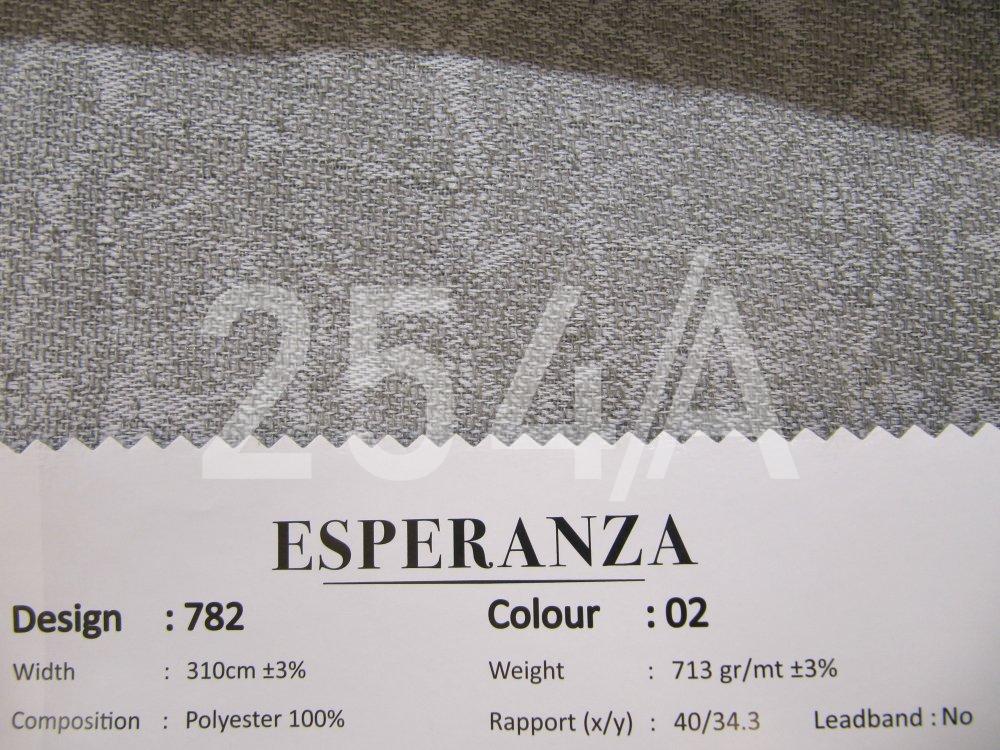 254/A
ESPERANZA
Design : 782 Colour : 02
Width : 310cm ±3% Weight : 713 gr/mt ±3%
Composition : Polyester 100% Rapport (x/y) : 40/34.3 Leadband : No